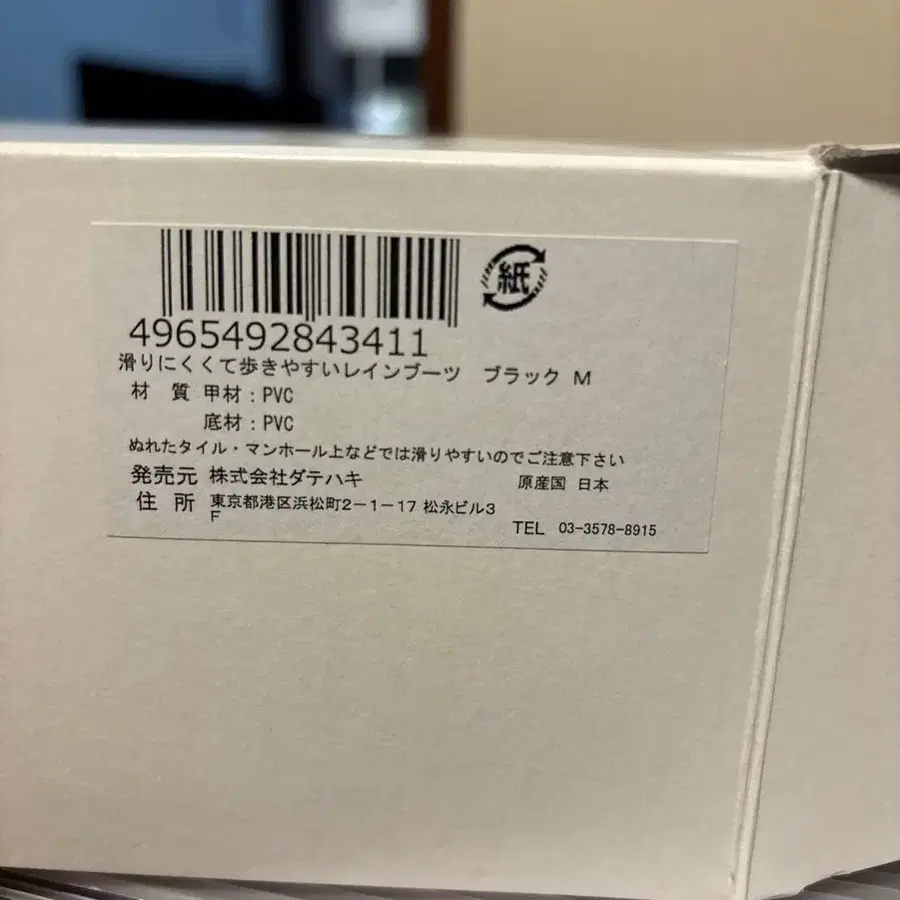 紙
4965492843411
滑りにくくて歩きやすいレインブーツ ブラック M
材 質 甲材：PVC
底材：PVC
ぬれたタイル・マンホール上などでは滑りやすいのでご注意下さい
発売元 株式会社ダテハキ 原産国 日本
住 所 東京都港区浜松町2－1－17 松永ビル3
F
TEL 03-3578-8915